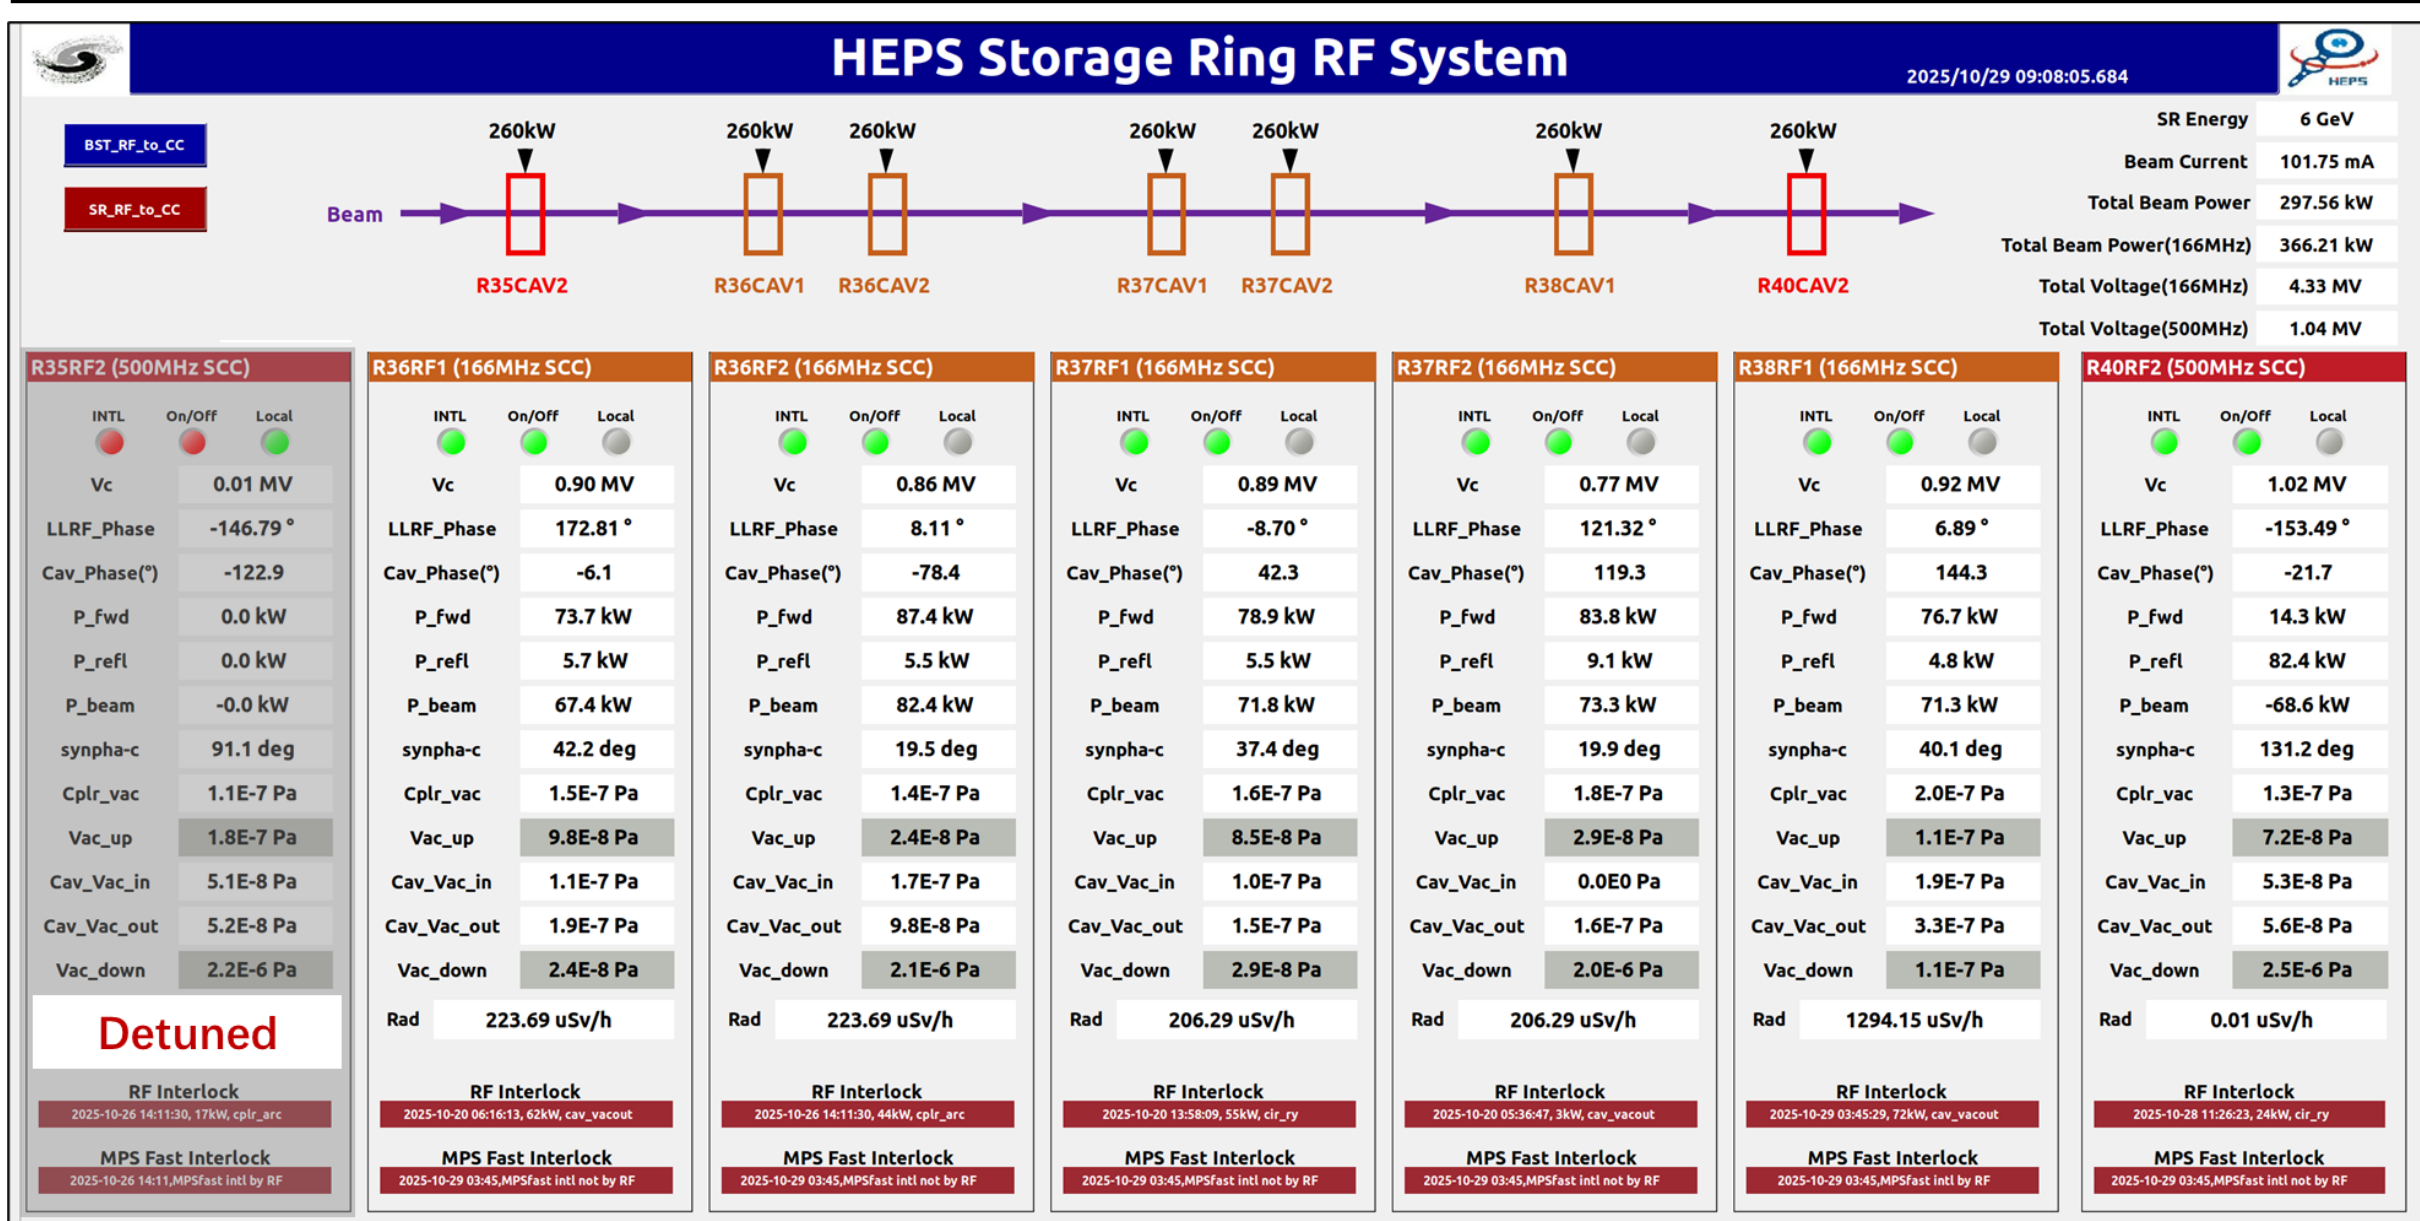 HEPS Storage Ring RF System
2025/10/29 09:08:05.684
HEPS
BST_RF_to_CC
SR_RF_to_CC
260kW 260kW 260kW 260kW 260kW 260kW 260kW
Beam
R35CAV2 R36CAV1 R36CAV2 R37CAV1 R37CAV2 R38CAV1 R40CAV2
SR Energy 6 GeV
Beam Current 101.75 mA
Total Beam Power 297.56 kW
Total Beam Power(166MHz) 366.21 kW
Total Voltage(166MHz) 4.33 MV
Total Voltage(500MHz) 1.04 MV
R35RF2 (500MHz SCC)
INTL On/Off Local
Vc 0.01 MV
LLRF_Phase -146.79 °
Cav_Phase(°) -122.9
P_fwd 0.0 kW
P_refl 0.0 kW
P_beam -0.0 kW
synpha-c 91.1 deg
Cplr_vac 1.1E-7 Pa
Vac_up 1.8E-7 Pa
Cav_Vac_in 5.1E-8 Pa
Cav_Vac_out 5.2E-8 Pa
Vac_down 2.2E-6 Pa
Detuned
RF Interlock
2025-10-26 14:11:30, 17kW, cplr_arc
MPS Fast Interlock
2025-10-26 14:11,MPSfast intl by RF
R36RF1 (166MHz SCC)
INTL On/Off Local
Vc 0.90 MV
LLRF_Phase 172.81 °
Cav_Phase(°) -6.1
P_fwd 73.7 kW
P_refl 5.7 kW
P_beam 67.4 kW
synpha-c 42.2 deg
Cplr_vac 1.5E-7 Pa
Vac_up 9.8E-8 Pa
Cav_Vac_in 1.1E-7 Pa
Cav_Vac_out 1.9E-7 Pa
Vac_down 2.4E-8 Pa
Rad 223.69 uSv/h
RF Interlock
2025-10-20 06:16:13, 62kW, cav_vacout
MPS Fast Interlock
2025-10-29 03:45,MPSfast intl not by RF
R36RF2 (166MHz SCC)
INTL On/Off Local
Vc 0.86 MV
LLRF_Phase 8.11 °
Cav_Phase(°) -78.4
P_fwd 87.4 kW
P_refl 5.5 kW
P_beam 82.4 kW
synpha-c 19.5 deg
Cplr_vac 1.4E-7 Pa
Vac_up 2.4E-8 Pa
Cav_Vac_in 1.7E-7 Pa
Cav_Vac_out 9.8E-8 Pa
Vac_down 2.1E-6 Pa
Rad 223.69 uSv/h
RF Interlock
2025-10-26 14:11:30, 44kW, cplr_arc
MPS Fast Interlock
2025-10-29 03:45,MPSfast intl not by RF
R37RF1 (166MHz SCC)
INTL On/Off Local
Vc 0.89 MV
LLRF_Phase -8.70 °
Cav_Phase(°) 42.3
P_fwd 78.9 kW
P_refl 5.5 kW
P_beam 71.8 kW
synpha-c 37.4 deg
Cplr_vac 1.6E-7 Pa
Vac_up 8.5E-8 Pa
Cav_Vac_in 1.0E-7 Pa
Cav_Vac_out 1.5E-7 Pa
Vac_down 2.9E-8 Pa
Rad 206.29 uSv/h
RF Interlock
2025-10-20 13:58:09, 55kW, cir_ry
MPS Fast Interlock
2025-10-29 03:45,MPSfast intl not by RF
R37RF2 (166MHz SCC)
INTL On/Off Local
Vc 0.77 MV
LLRF_Phase 121.32 °
Cav_Phase(°) 119.3
P_fwd 83.8 kW
P_refl 9.1 kW
P_beam 73.3 kW
synpha-c 19.9 deg
Cplr_vac 1.8E-7 Pa
Vac_up 2.9E-8 Pa
Cav_Vac_in 0.0E0 Pa
Cav_Vac_out 1.6E-7 Pa
Vac_down 2.0E-6 Pa
Rad 206.29 uSv/h
RF Interlock
2025-10-20 05:36:47, 3kW, cav_vacout
MPS Fast Interlock
2025-10-29 03:45,MPSfast intl not by RF
R38RF1 (166MHz SCC)
INTL On/Off Local
Vc 0.92 MV
LLRF_Phase 6.89 °
Cav_Phase(°) 144.3
P_fwd 76.7 kW
P_refl 4.8 kW
P_beam 71.3 kW
synpha-c 40.1 deg
Cplr_vac 2.0E-7 Pa
Vac_up 1.1E-7 Pa
Cav_Vac_in 1.9E-7 Pa
Cav_Vac_out 3.3E-7 Pa
Vac_down 1.1E-7 Pa
Rad 1294.15 uSv/h
RF Interlock
2025-10-29 03:45:29, 72kW, cav_vacout
MPS Fast Interlock
2025-10-29 03:45,MPSfast intl by RF
R40RF2 (500MHz SCC)
INTL On/Off Local
Vc 1.02 MV
LLRF_Phase -153.49 °
Cav_Phase(°) -21.7
P_fwd 14.3 kW
P_refl 82.4 kW
P_beam -68.6 kW
synpha-c 131.2 deg
Cplr_vac 1.3E-7 Pa
Vac_up 7.2E-8 Pa
Cav_Vac_in 5.3E-8 Pa
Cav_Vac_out 5.6E-8 Pa
Vac_down 2.5E-6 Pa
Rad 0.01 uSv/h
RF Interlock
2025-10-28 11:26:23, 24kW, cir_ry
MPS Fast Interlock
2025-10-29 03:45,MPSfast intl not by RF